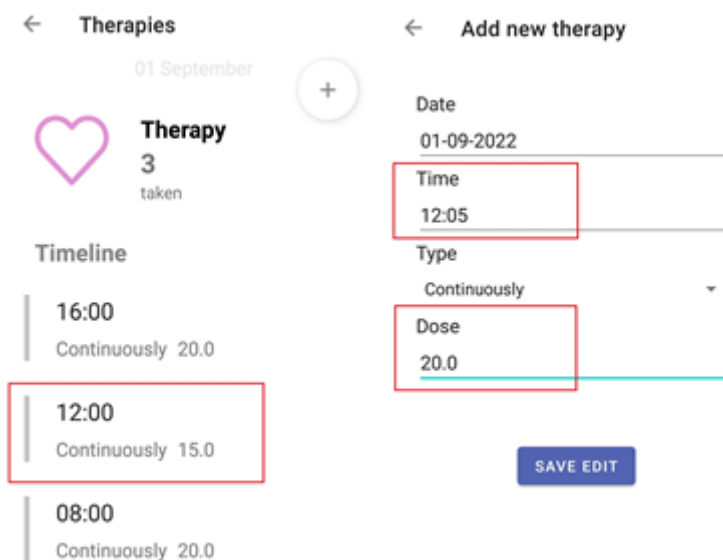 Therapies
01 September
+
Therapy
3
taken
Timeline
16:00
Continuously 20.0
12:00
Continuously 15.0
08:00
Continuously 20.0
Add new therapy
Date
01-09-2022
Time
12:05
Type
Continuously
Dose
20.0
SAVE EDIT